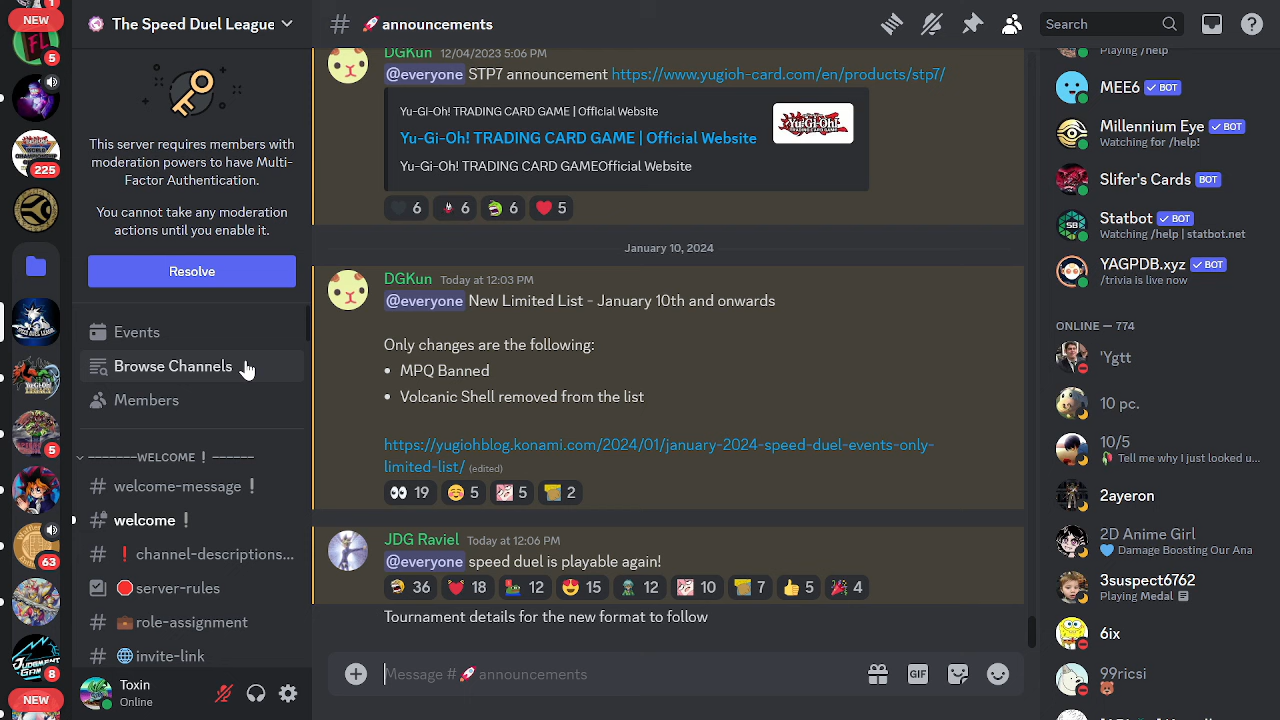 NEW
5
225
5
63
8
NEW
The Speed Duel League
This server requires members with
moderation powers to have Multi-
Factor Authentication.
You cannot take any moderation
actions until you enable it.
Resolve
Events
Browse Channels
Members
WELCOME❗
# welcome-message❕
# welcome❕
# ❗channel-descriptions...
🛑server-rules
# 💼role-assignment
# 🌐invite-link
Toxin
Online
# 🚀announcements
Search
DGKun 12/04/2023 5:06 PM
@everyone STP7 announcement https://www.yugioh-card.com/en/products/stp7/
Yu-Gi-Oh! TRADING CARD GAME | Official Website
Yu-Gi-Oh! TRADING CARD GAME | Official Website
Yu-Gi-Oh! TRADING CARD GAMEOfficial Website
Yu-Gi-Oh!
6 6 6 5
January 10, 2024
DGKun Today at 12:03 PM
@everyone New Limited List - January 10th and onwards
Only changes are the following:
• MPQ Banned
• Volcanic Shell removed from the list
https://yugiohblog.konami.com/2024/01/january-2024-speed-duel-events-only-
limited-list/ (edited)
19 5 5 2
JDG Raviel Today at 12:06 PM
@everyone speed duel is playable again!
36 18 12 15 12 10 7 5 4
Tournament details for the new format to follow
Message #🚀announcements
GIF
Playing /help
MEE6 ✓ BOT
Millennium Eye ✓ BOT
Watching for /help!
Slifer's Cards BOT
Statbot ✓ BOT
Watching /help | statbot.net
YAGPDB.xyz ✓ BOT
/trivia is live now
ONLINE — 774
'Ygtt
10 pc.
10/5
Tell me why I just looked u...
2ayeron
2D Anime Girl
Damage Boosting Our Ana
3suspect6762
Playing Medal
6ix
99ricsi